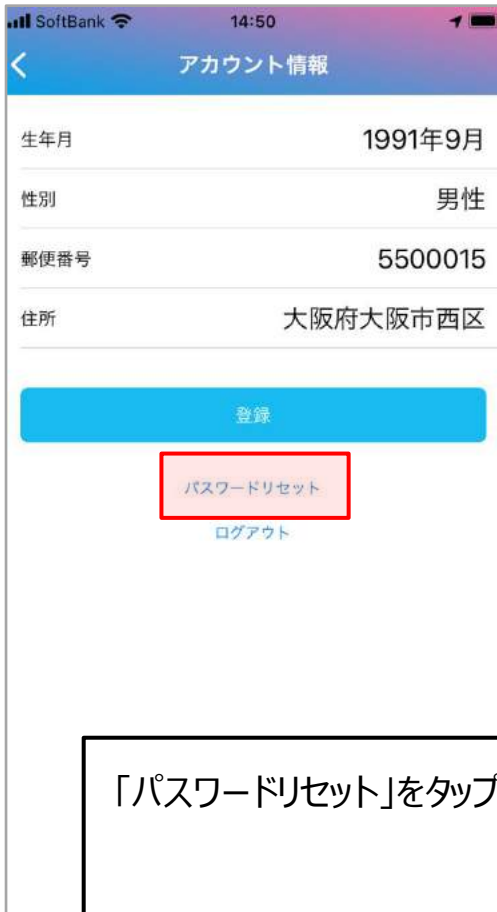 SoftBank 14:50
アカウント情報
生年月 1991年9月
性別 男性
郵便番号 5500015
住所 大阪府大阪市西区
登録
パスワードリセット
ログアウト
「パスワードリセット」をタップ